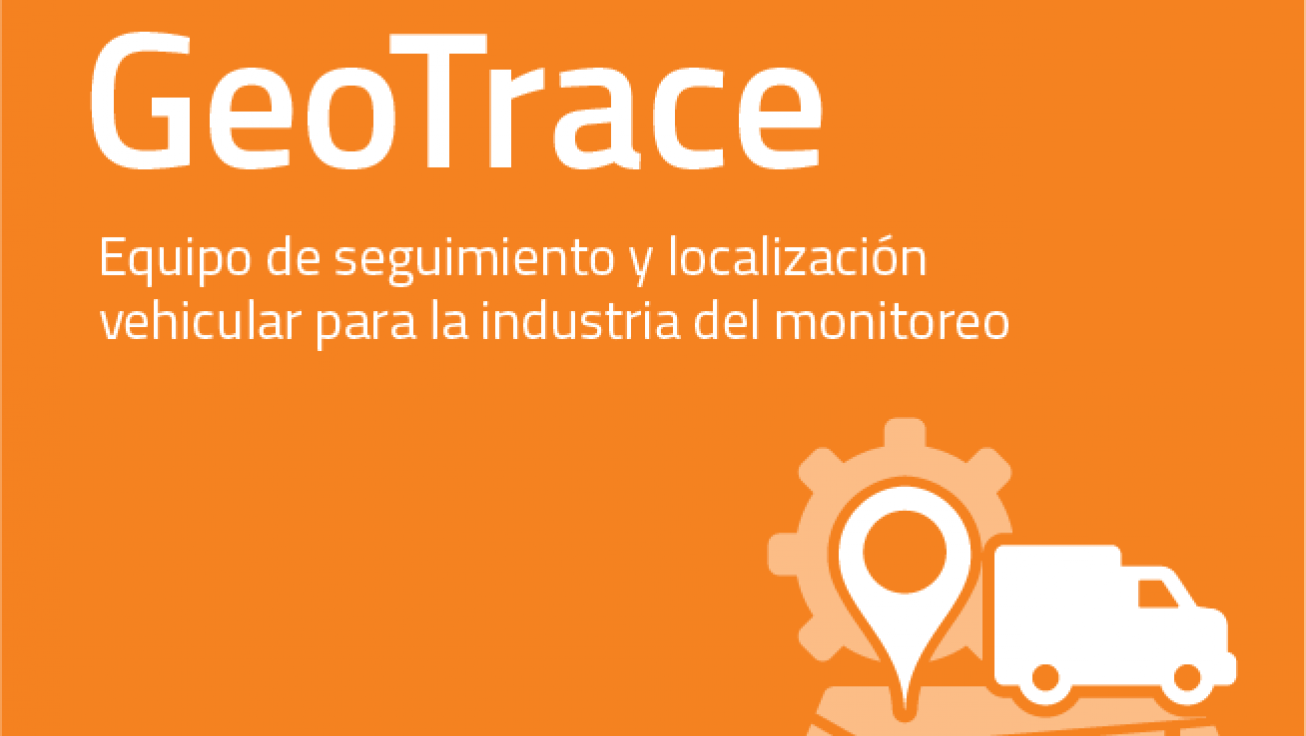 GeoTrace
Equipo de seguimiento y localización
vehicular para la industria del monitoreo